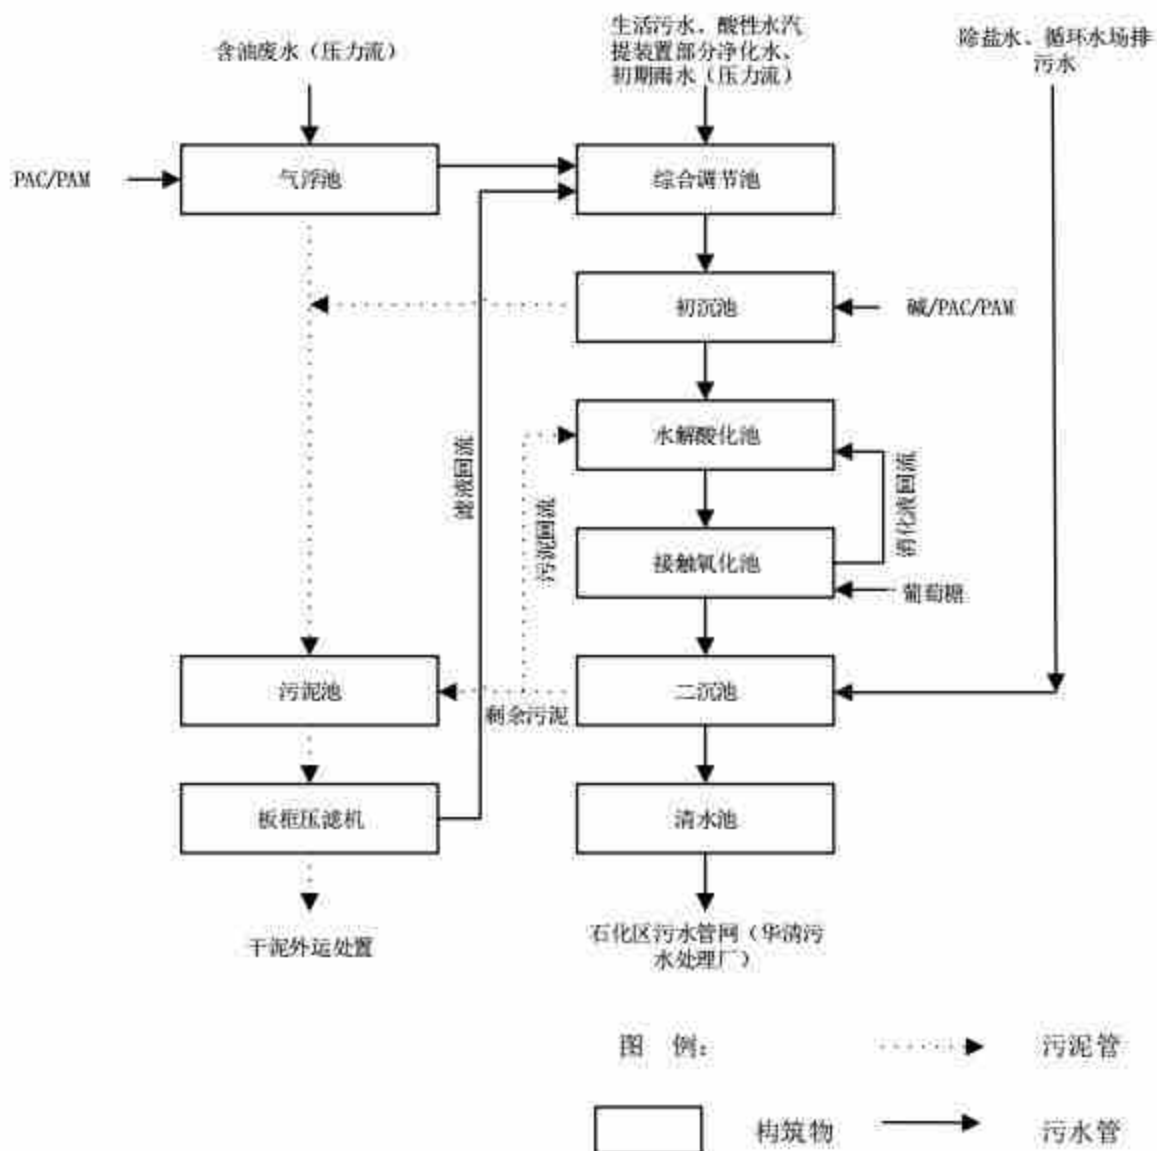 含油废水（压力流）
生活污水、酸性水汽
提装置部分净化水、
初期雨水（压力流）
除盐水、循环水场排
污水
PAC/PAM
气浮池
综合调节池
初沉池
碱/PAC/PAM
水解酸化池
滤液回流
污泥回流
消化液回流
接触氧化池
葡萄糖
污泥池
剩余污泥
二沉池
板框压滤机
清水池
干泥外运处置
石化区污水管网（华清污
水处理厂）
图 例：
污泥管
构筑物
污水管